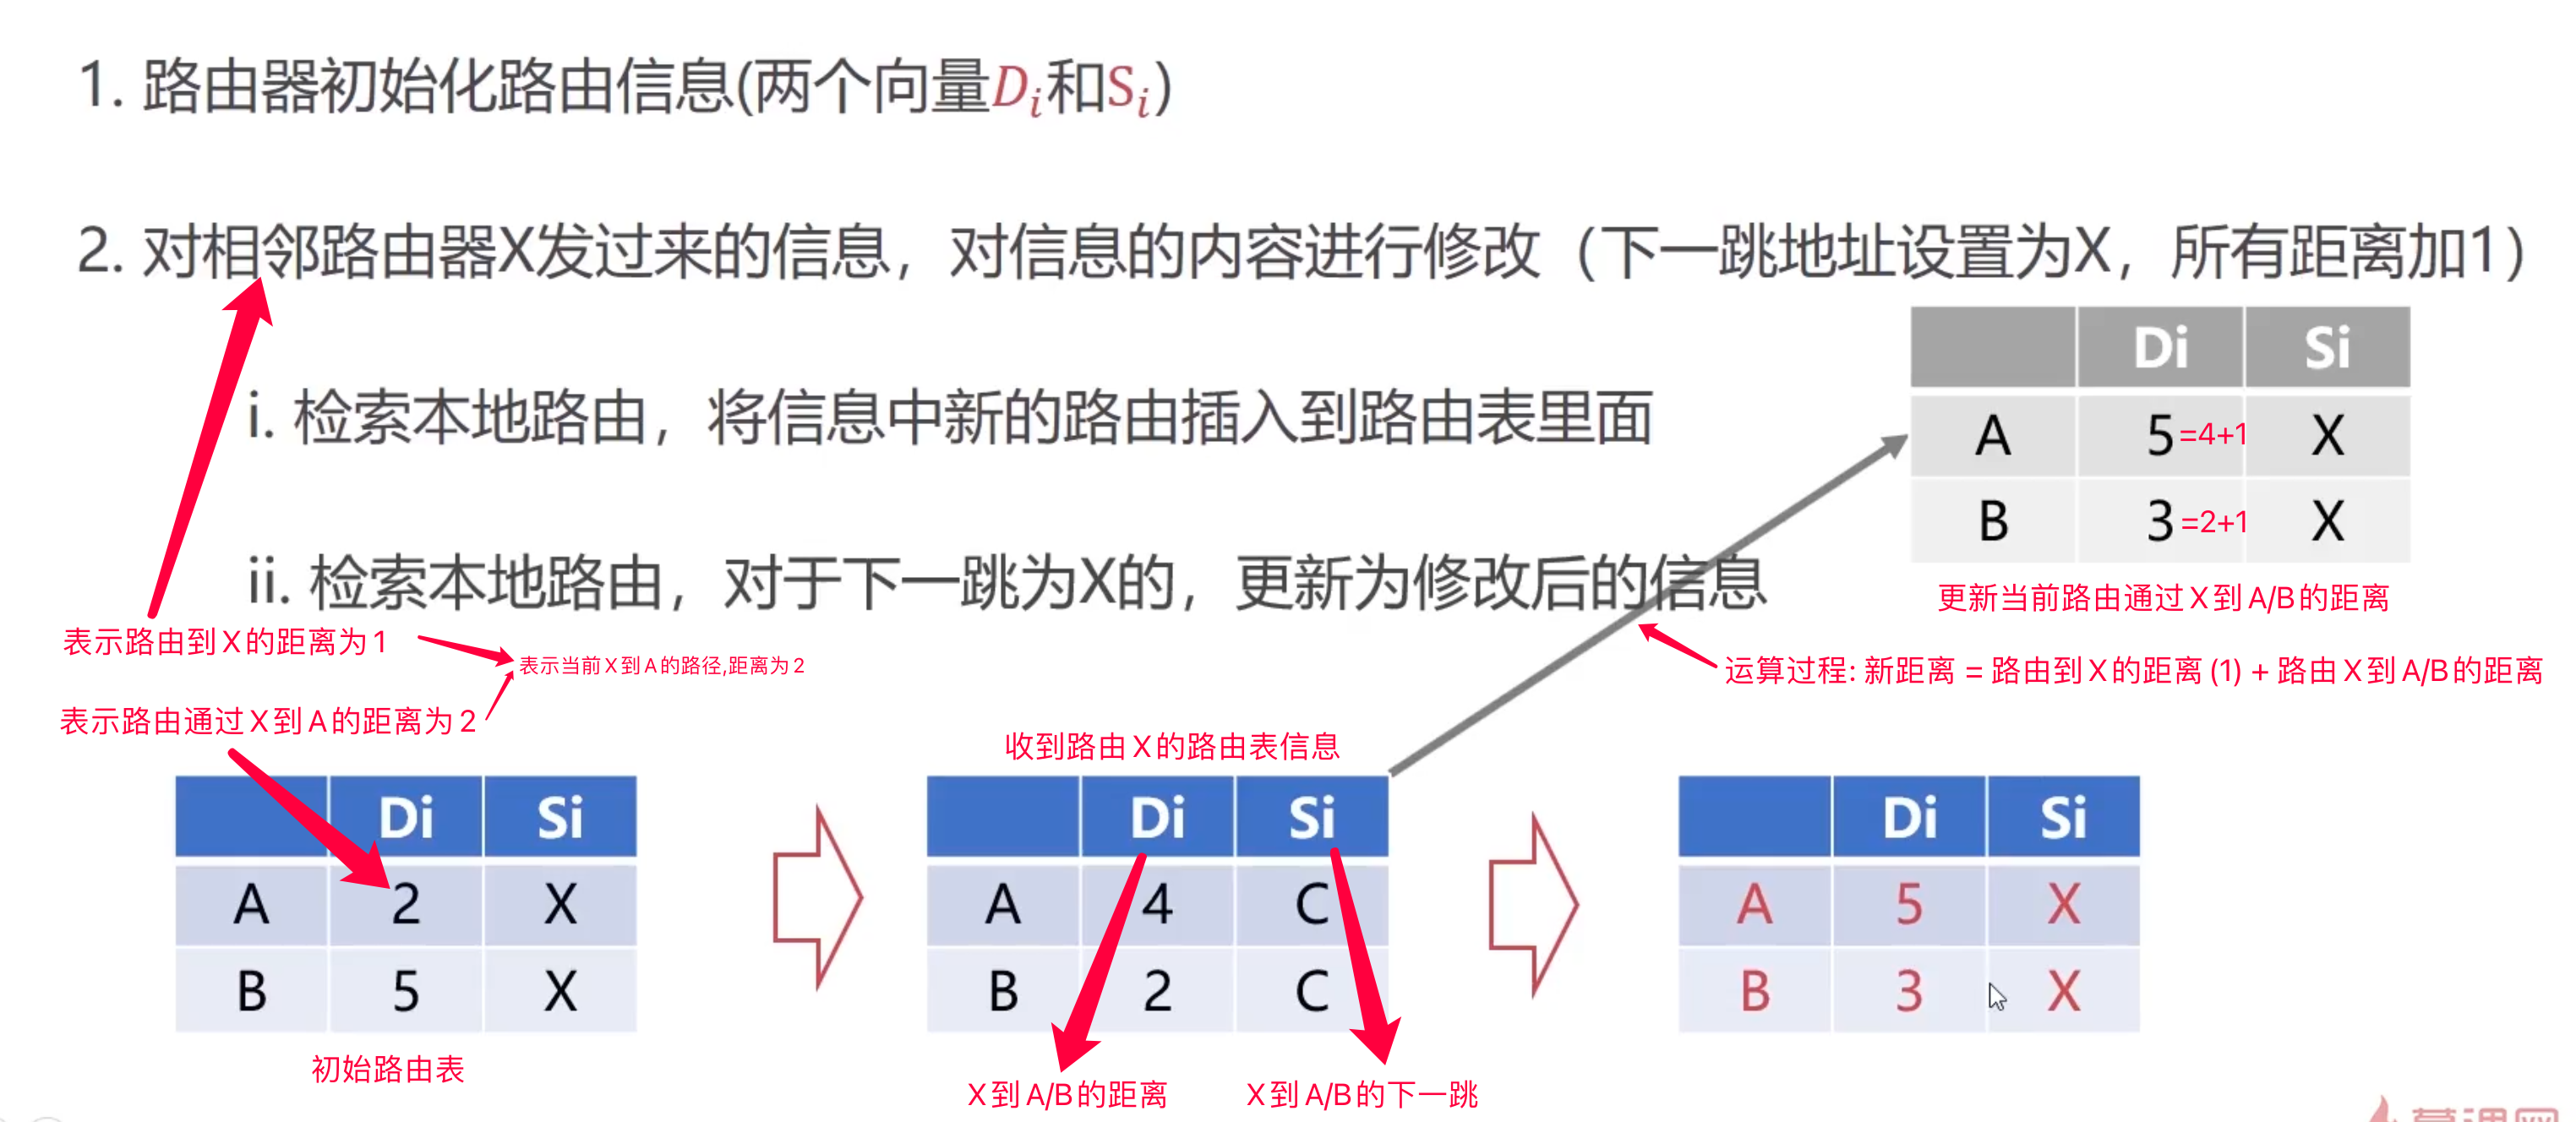 1. 路由器初始化路由信息(两个向量Di和Si)
2. 对相邻路由器X发过来的信息，对信息的内容进行修改（下一跳地址设置为X，所有距离加1）
i. 检索本地路由，将信息中新的路由插入到路由表里面
ii. 检索本地路由，对于下一跳为X的，更新为修改后的信息
Di Si
A 5 =4+1 X
B 3 =2+1 X
更新当前路由通过 X 到 A/B 的距离
表示路由到 X 的距离为 1
表示当前 X 到 A 的路径,距离为 2
运算过程: 新距离 = 路由到 X 的距离 (1) + 路由 X 到 A/B 的距离
表示路由通过 X 到 A 的距离为 2
收到路由 X 的路由表信息
Di Si
A 2 X
B 5 X
初始路由表
Di Si
A 4 C
B 2 C
X 到 A/B 的距离
X 到 A/B 的下一跳
Di Si
A 5 X
B 3 X
慕课网